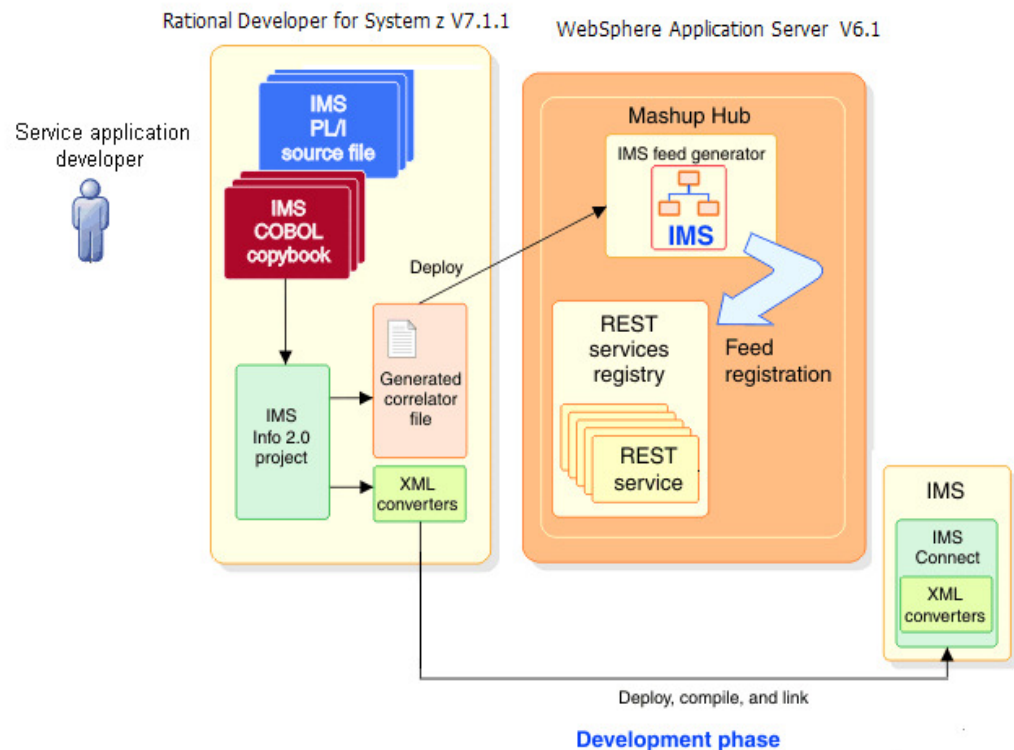 Rational Developer for System z V7.1.1
WebSphere Application Server V6.1
Service application
developer
IMS
PL/I
source file
IMS
COBOL
copybook
Deploy
Generated
correlator
file
IMS
Info 2.0
project
XML
converters
Mashup Hub
IMS feed generator
IMS
REST
services
registry
Feed
registration
REST
service
IMS
IMS
Connect
XML
converters
Deploy, compile, and link
Development phase